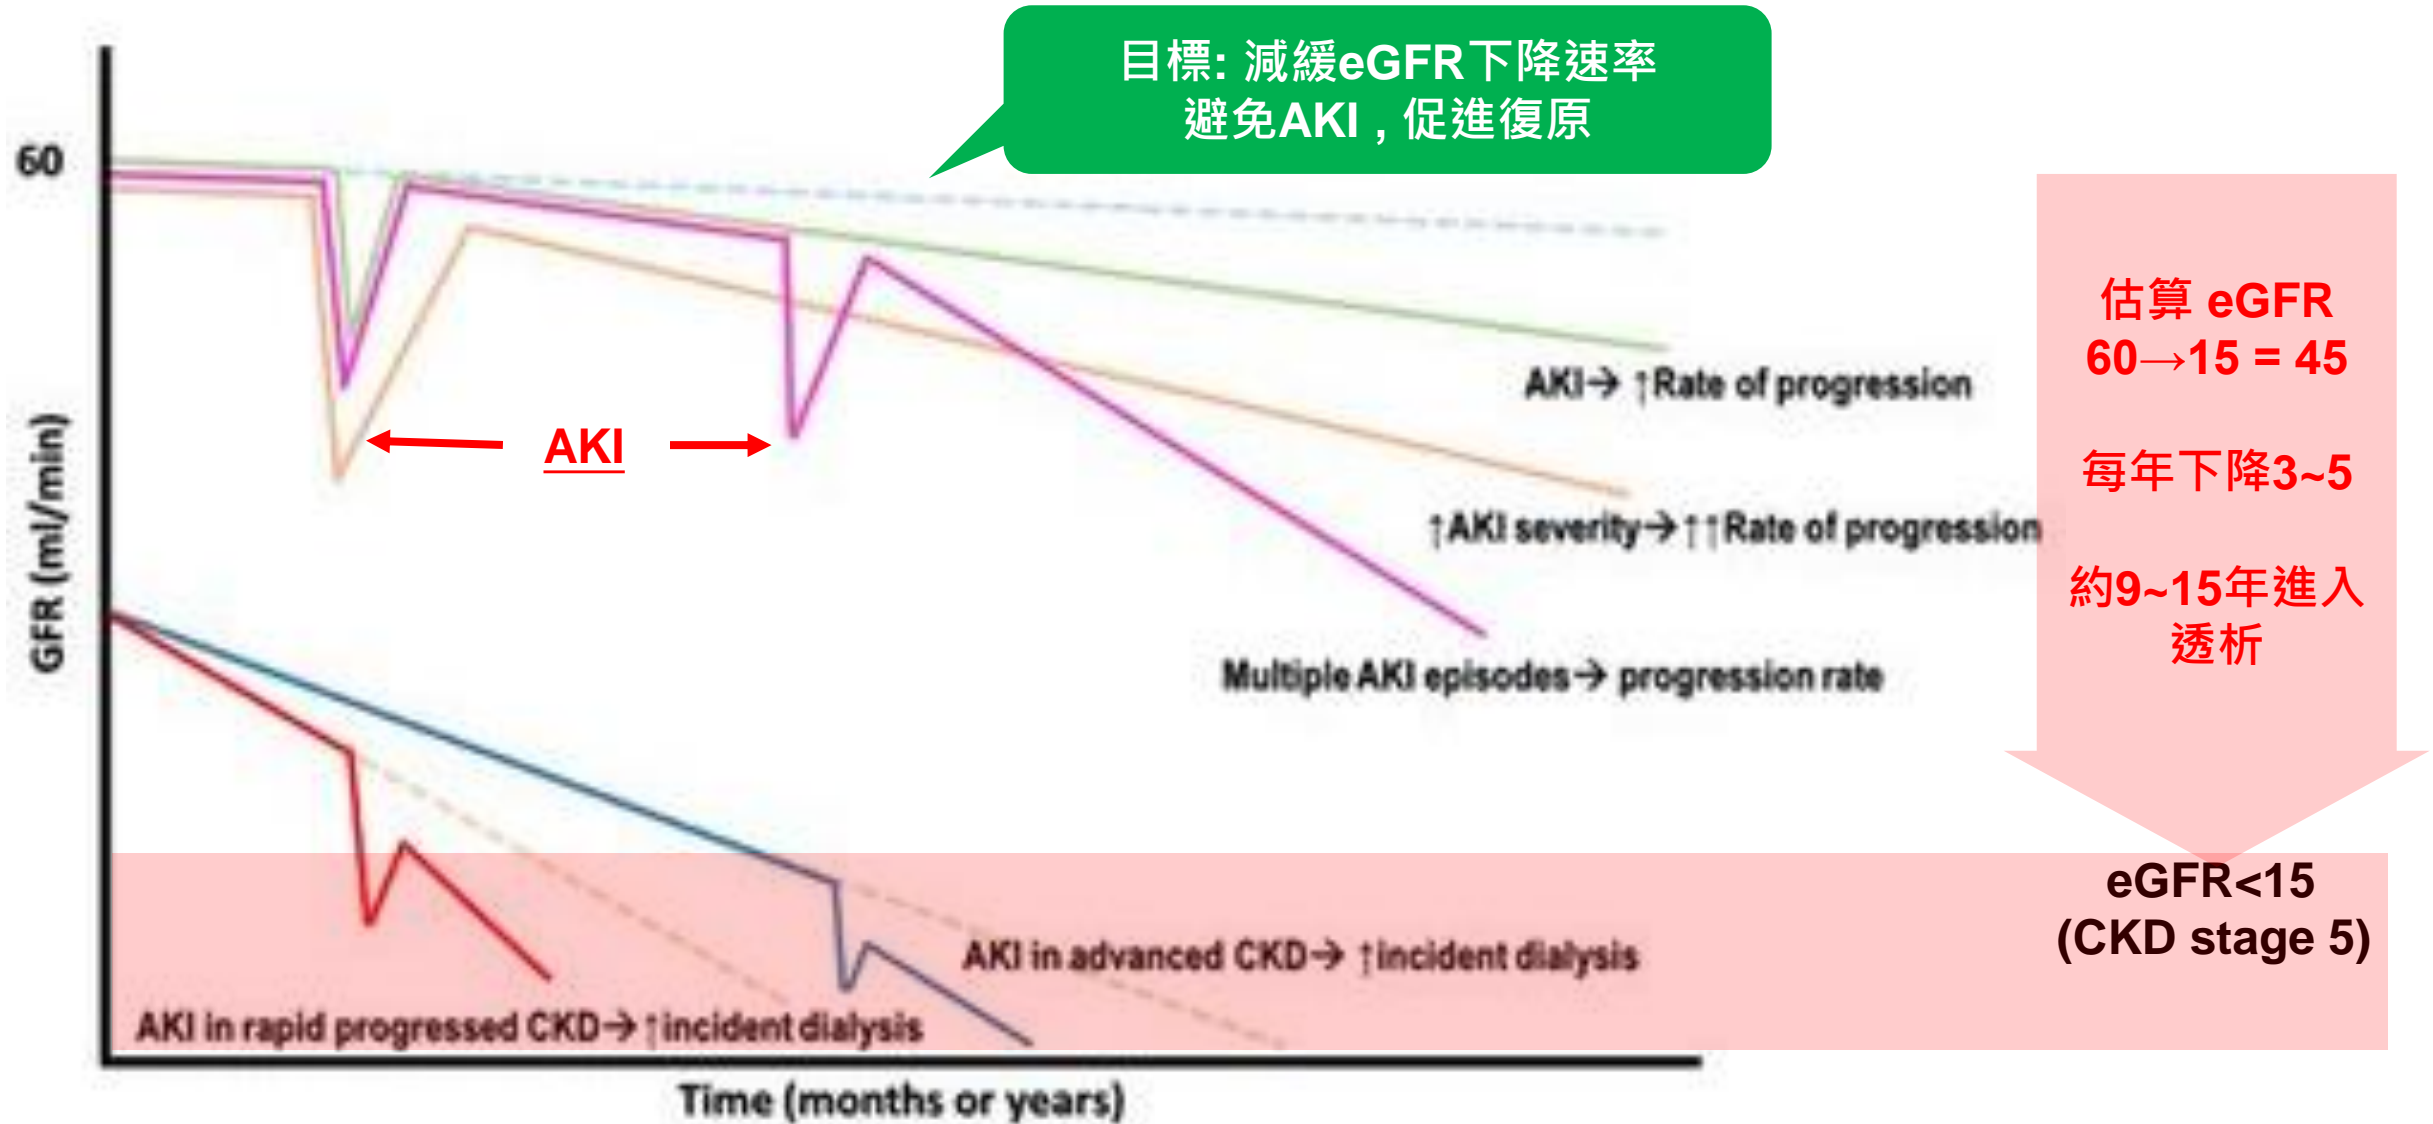 目標: 減緩eGFR下降速率
避免AKI , 促進復原
60
GFR (ml/min)
AKI
AKI→ ↑Rate of progression
↑AKI severity→↑↑Rate of progression
Multiple AKI episodes→ progression rate
AKI in advanced CKD→ ↑incident dialysis
AKI in rapid progressed CKD→↑incident dialysis
Time (months or years)
估算 eGFR
60→15 = 45
每年下降3~5
約9~15年進入
透析
eGFR<15
(CKD stage 5)